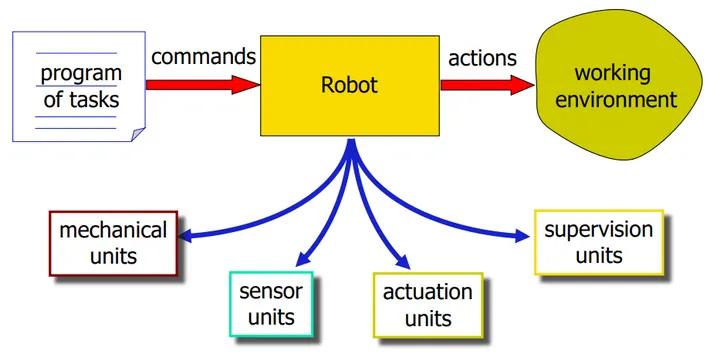 program
of tasks
commands
Robot
actions
working
environment
mechanical
units
sensor
units
actuation
units
supervision
units